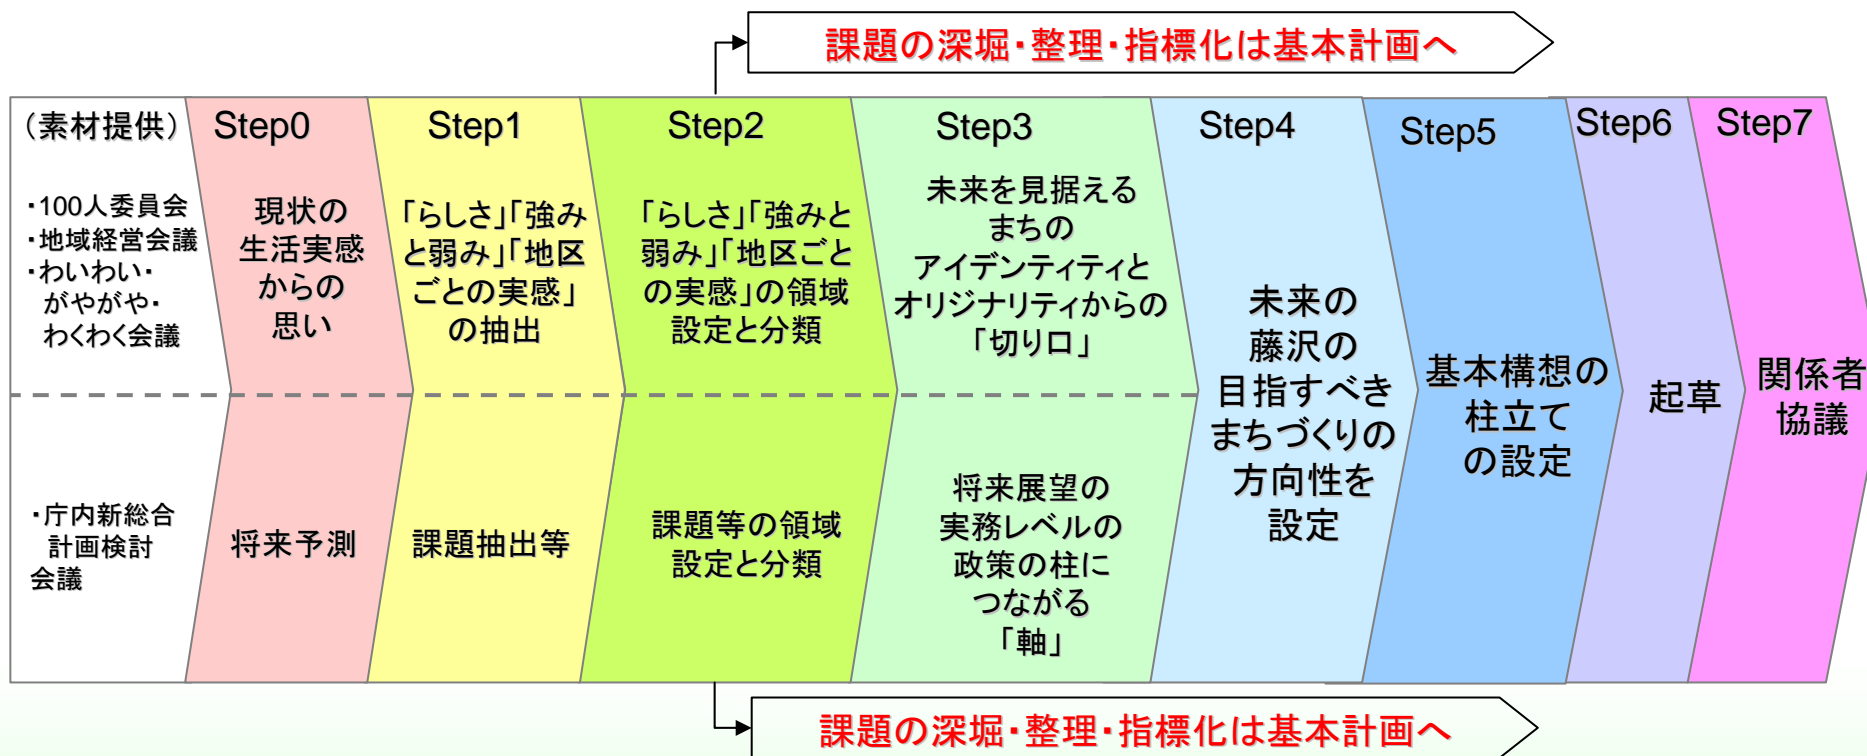 課題の深堀・整理・指標化は基本計画へ
（素材提供）
・100人委員会
・地域経営会議
・わいわい・
がやがや・
わくわく会議
・庁内新総合
計画検討
会議
Step0
現状の
生活実感
からの
思い
将来予測
Step1
「らしさ」「強み
と弱み」「地区
ごとの実感」
の抽出
課題抽出等
Step2
「らしさ」「強みと
弱み」「地区ごと
の実感」の領域
設定と分類
課題等の領域
設定と分類
Step3
未来を見据える
まちの
アイデンティティと
オリジナリティからの
「切り口」
将来展望の
実務レベルの
政策の柱に
つながる
「軸」
Step4
未来の
藤沢の
目指すべき
まちづくりの
方向性を
設定
Step5
基本構想の
柱立て
の設定
Step6
起草
Step7
関係者
協議
課題の深堀・整理・指標化は基本計画へ